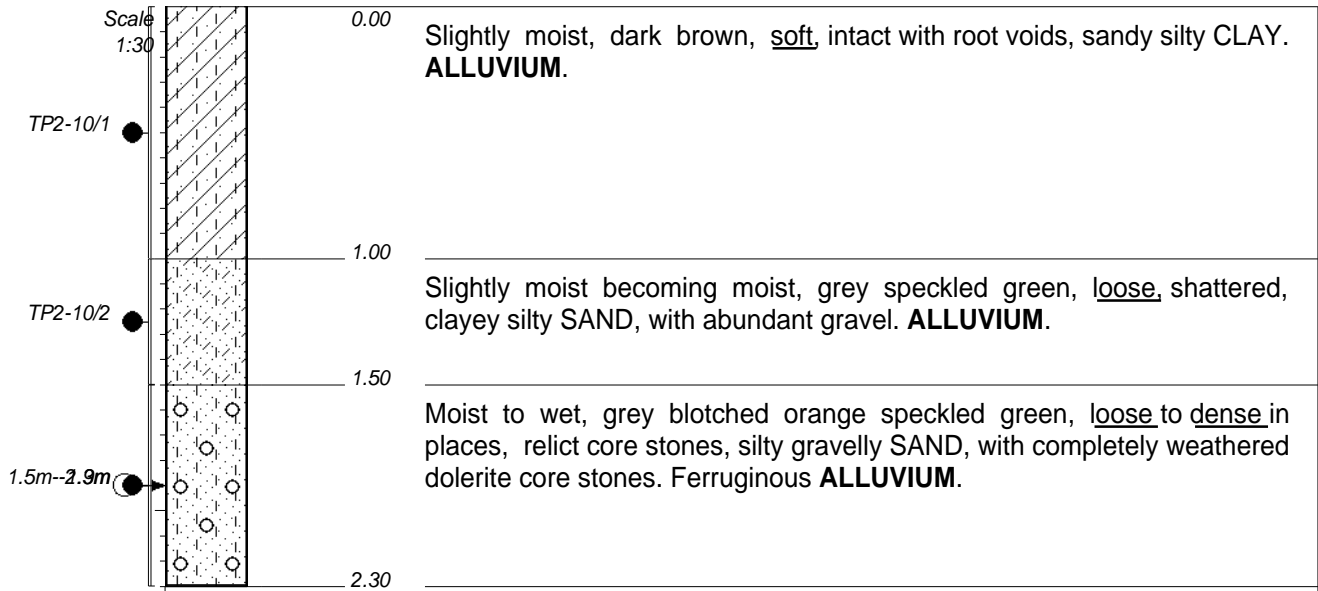 Scale
1:30
0.00
Slightly moist, dark brown, soft, intact with root voids, sandy silty CLAY.
ALLUVIUM.
TP2-10/1
1.00
Slightly moist becoming moist, grey speckled green, loose, shattered,
clayey silty SAND, with abundant gravel. ALLUVIUM.
TP2-10/2
1.50
Moist to wet, grey blotched orange speckled green, loose to dense in
places, relict core stones, silty gravelly SAND, with completely weathered
dolerite core stones. Ferruginous ALLUVIUM.
1.5m--
2.30